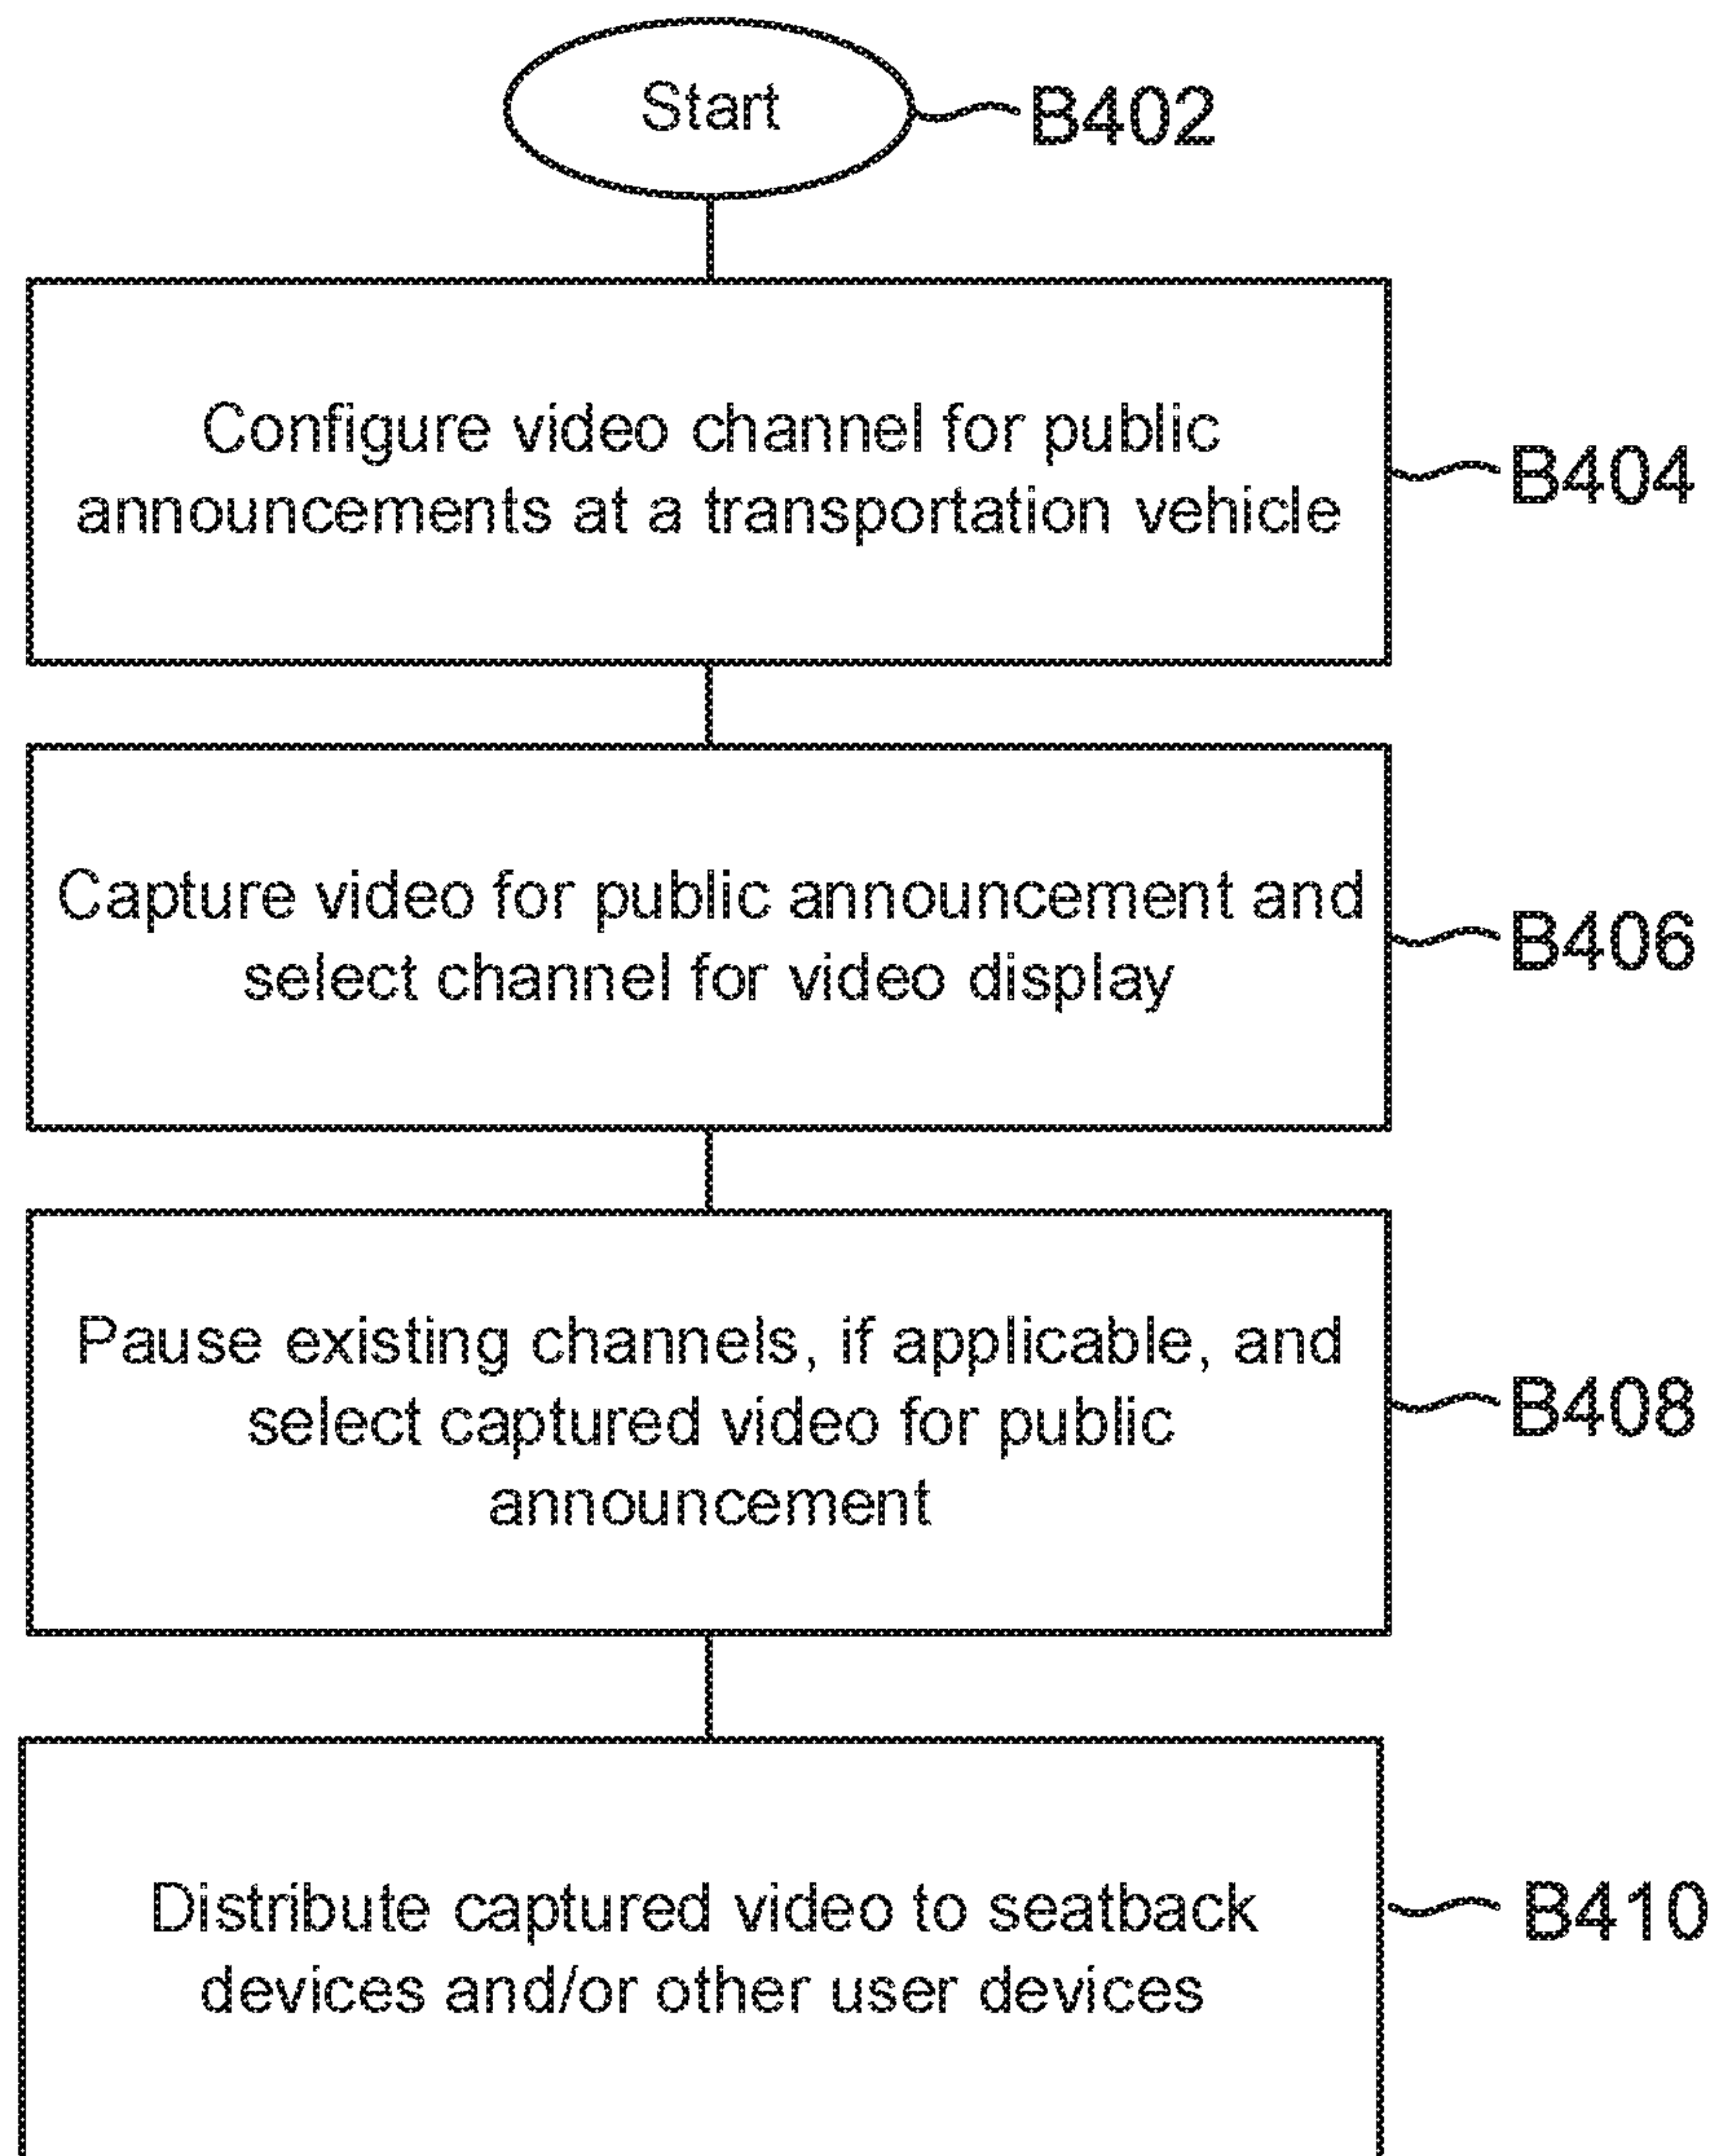 Start
B402
Configure video channel for public
announcements at a transportation vehicle
B404
Capture video for public announcement and
select channel for video display
B406
Pause existing channels, if applicable, and
select captured video for public
announcement
B408
Distribute captured video to seatback
devices and/or other user devices
B410